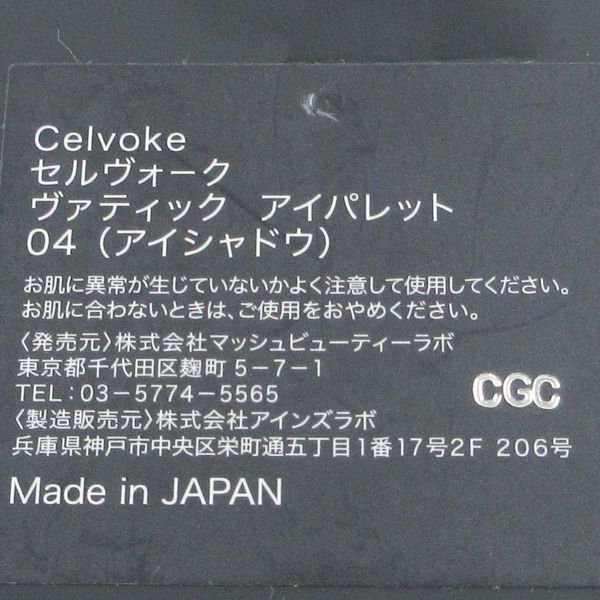 Celvoke
セルヴォーク
ヴァティック アイパレット
04（アイシャドウ）
お肌に異常が生じていないかよく注意して使用してください。
お肌に合わないときは、ご使用をおやめください。
〈発売元〉株式会社マッシュビューティーラボ
東京都千代田区麹町5-7-1
TEL：03-5774-5565
CGC
〈製造販売元〉株式会社アインズラボ
兵庫県神戸市中央区栄町通五丁目1番17号2F 206号
Made in JAPAN